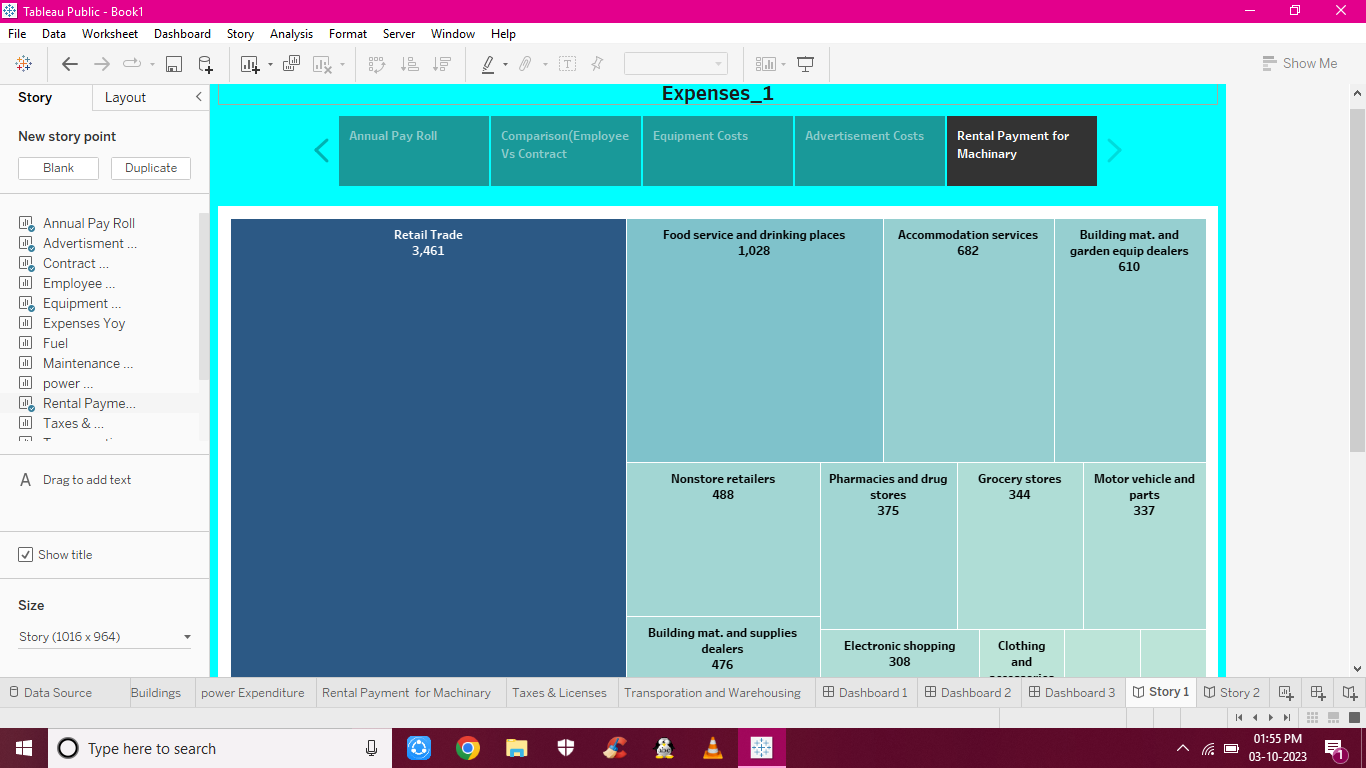 Tableau Public - Book1
File Data Worksheet Dashboard Story Analysis Format Server Window Help
Show Me
Story Layout
New story point
Blank Duplicate
Annual Pay Roll
Advertisment ...
Contract ...
Employee ...
Equipment ...
Expenses Yoy
Fuel
Maintenance ...
power ...
Rental Payme...
Taxes & ...
A Drag to add text
Show title
Size
Story (1016 x 964)
Expenses_1
Annual Pay Roll
Comparison(Employee
Vs Contract
Equipment Costs
Advertisement Costs
Rental Payment for
Machinary
Retail Trade
3,461
Food service and drinking places
1,028
Accommodation services
682
Building mat. and
garden equip dealers
610
Nonstore retailers
488
Pharmacies and drug
stores
375
Grocery stores
344
Motor vehicle and
parts
337
Building mat. and supplies
dealers
476
Electronic shopping
308
Clothing
and
Data Source Buildings power Expenditure Rental Payment for Machinary Taxes & Licenses Transporation and Warehousing Dashboard 1 Dashboard 2 Dashboard 3 Story 1 Story 2
Type here to search
01:55 PM
03-10-2023
1